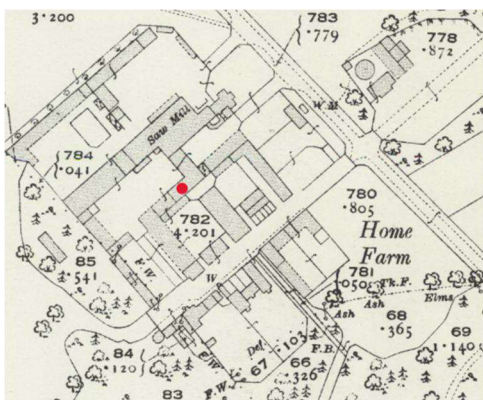 3·200
783
·779
778
·872
W.M.
Saw Mill
784
·041
782
4·201
780
·805
Home
Farm
F.W.
W
85
·541
781
·050
Tk.F.
Ash
Ash
Elms
68
·365
69
1·140
Def.
·103
67
F.B.
66
·326
84
·120
F.W.
F.W.
83